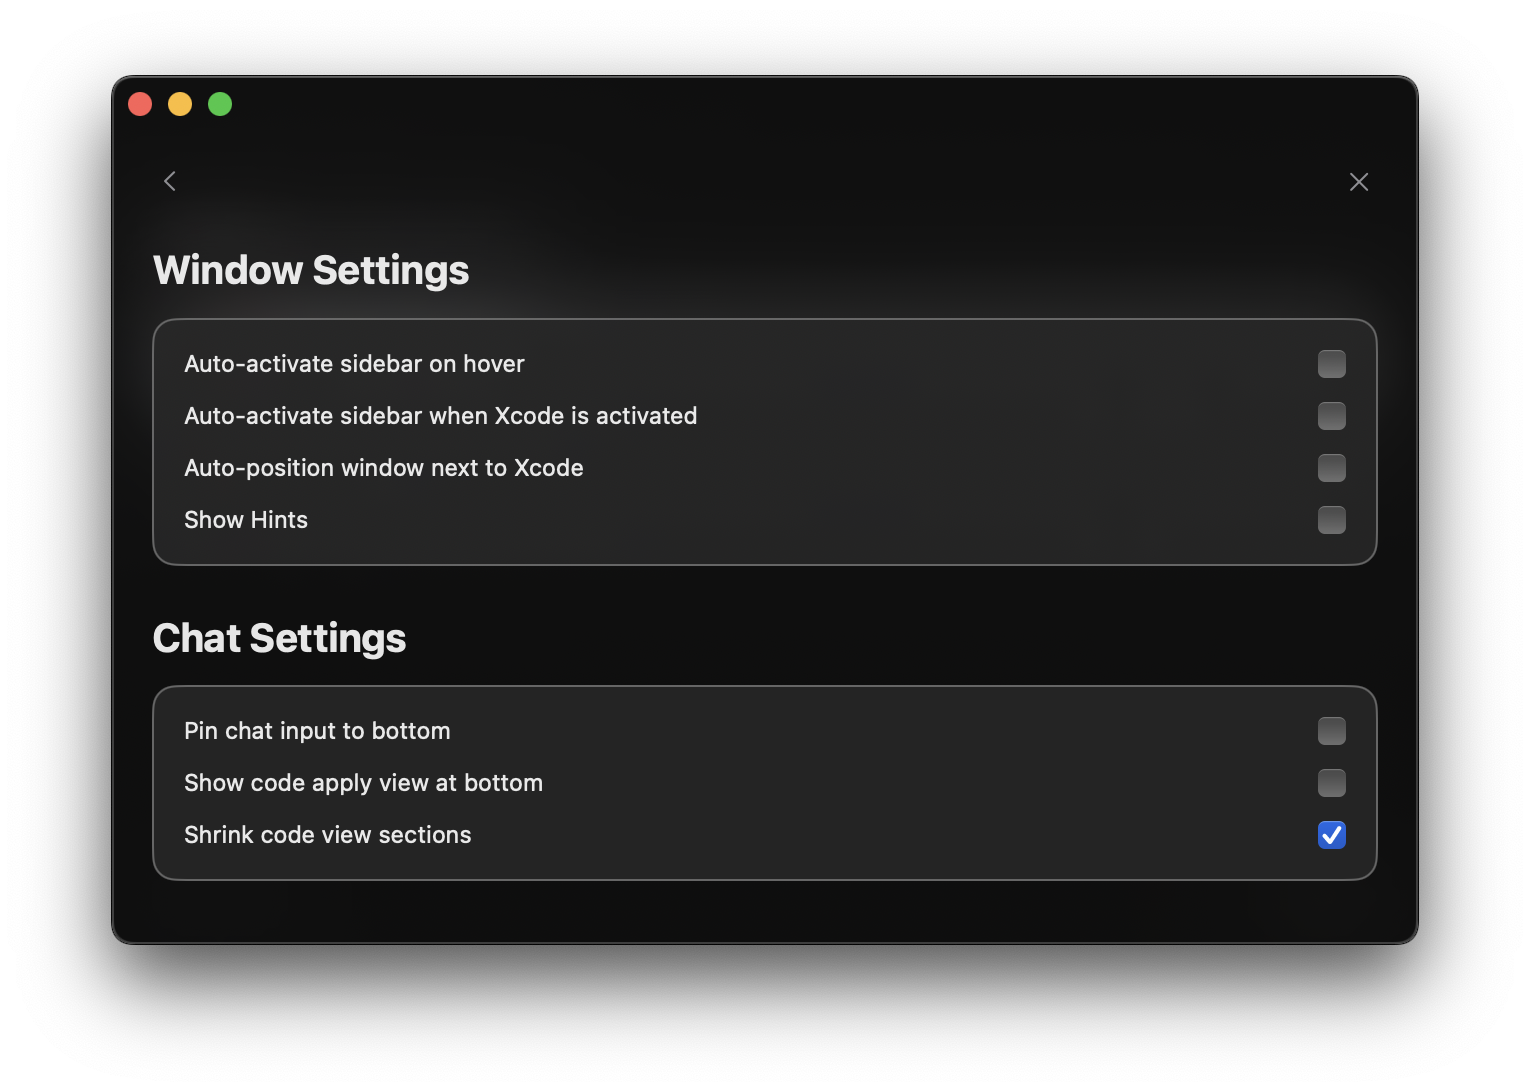 Window Settings
Auto-activate sidebar on hover
Auto-activate sidebar when Xcode is activated
Auto-position window next to Xcode
Show Hints
Chat Settings
Pin chat input to bottom
Show code apply view at bottom
Shrink code view sections